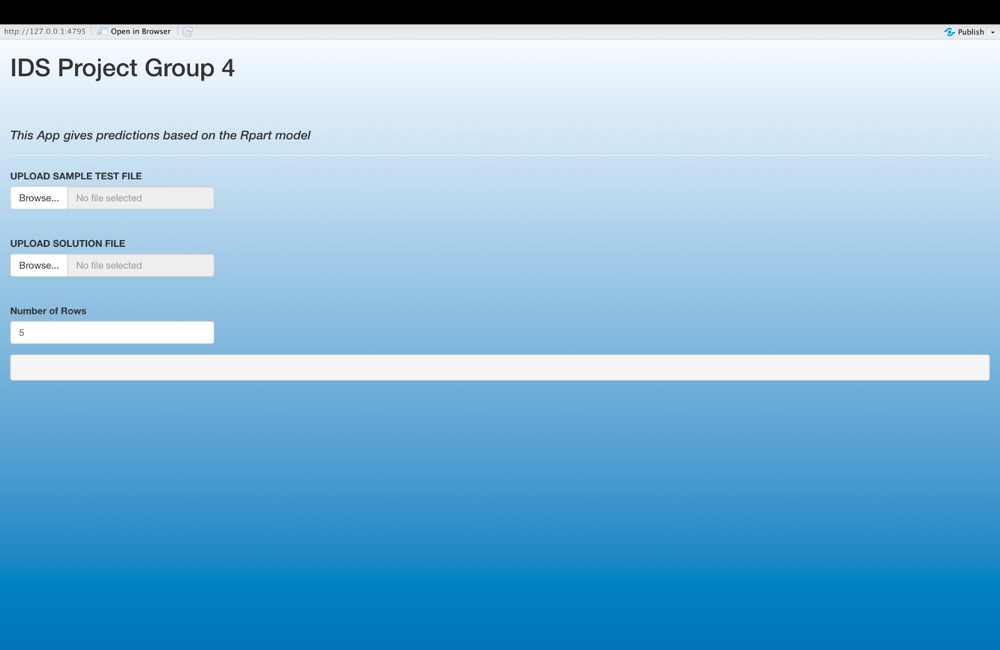 http://127.0.0.1:4795 Open in Browser Publish
IDS Project Group 4
This App gives predictions based on the Rpart model
UPLOAD SAMPLE TEST FILE
Browse... No file selected
UPLOAD SOLUTION FILE
Browse... No file selected
Number of Rows
5